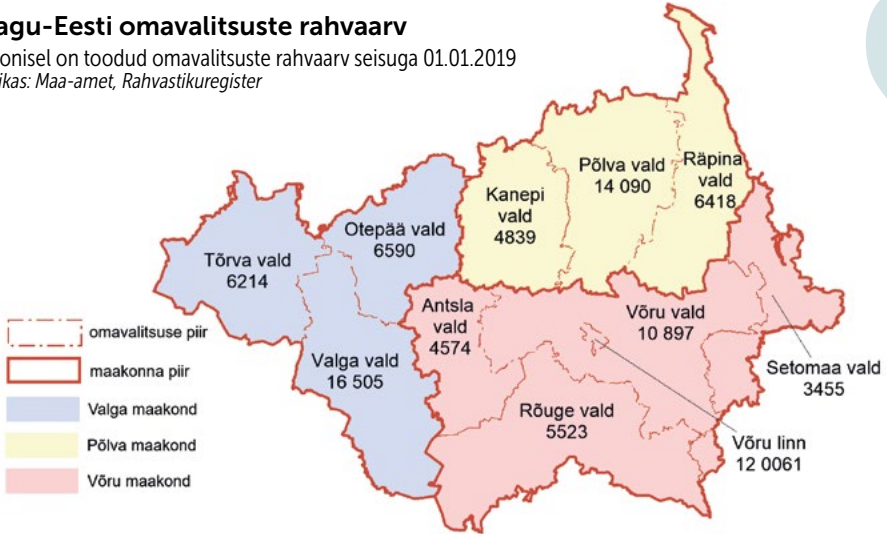 agu-Eesti omavalitsuste rahvaarv
onisel on toodud omavalitsuste rahvaarv seisuga 01.01.2019
ikas: Maa-amet, Rahvastikuregister
Põlva vald
14 090
Räpina
vald
6418
Kanepi
vald
4839
Otepää vald
6590
Tõrva vald
6214
Antsla
vald
4574
Võru vald
10 897
Valga vald
16 505
Setomaa vald
3455
Rõuge vald
5523
Võru linn
12 0061
omavalitsuse piir
maakonna piir
Valga maakond
Põlva maakond
Võru maakond